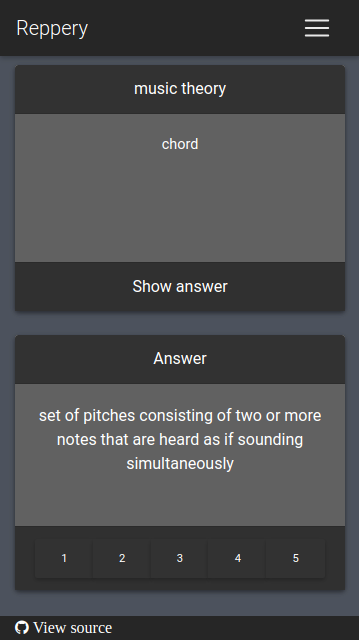 Reppery
music theory
chord
Show answer
Answer
set of pitches consisting of two or more
notes that are heard as if sounding
simultaneously
1 2 3 4 5
View source